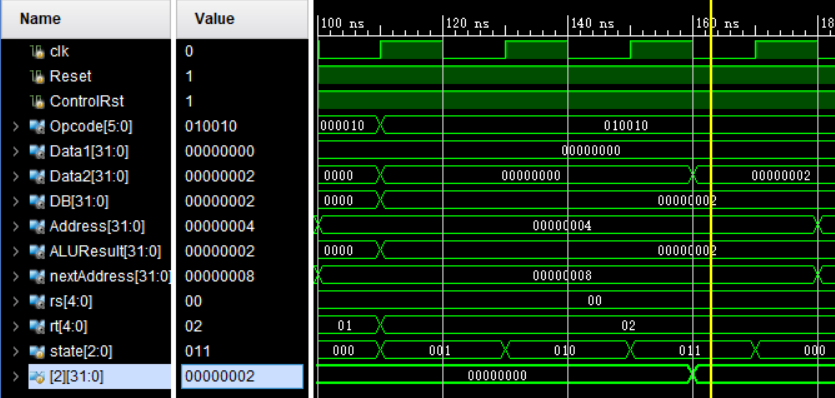 Name Value
100 ns 120 ns 140 ns 160 ns 18
clk 0
Reset 1
ControlRst 1
Opcode[5:0] 010010 000010 010010
Data1[31:0] 00000000 00000000
Data2[31:0] 00000002 0000 00000000 00000002
DB[31:0] 00000002 0000 00000002
Address[31:0] 00000004 00000004
ALUResult[31:0] 00000002 0000 00000002
nextAddress[31:0] 00000008 00000008
rs[4:0] 00 00
rt[4:0] 02 01 02
state[2:0] 011 000 001 010 011 000
[2][31:0] 00000002 00000000